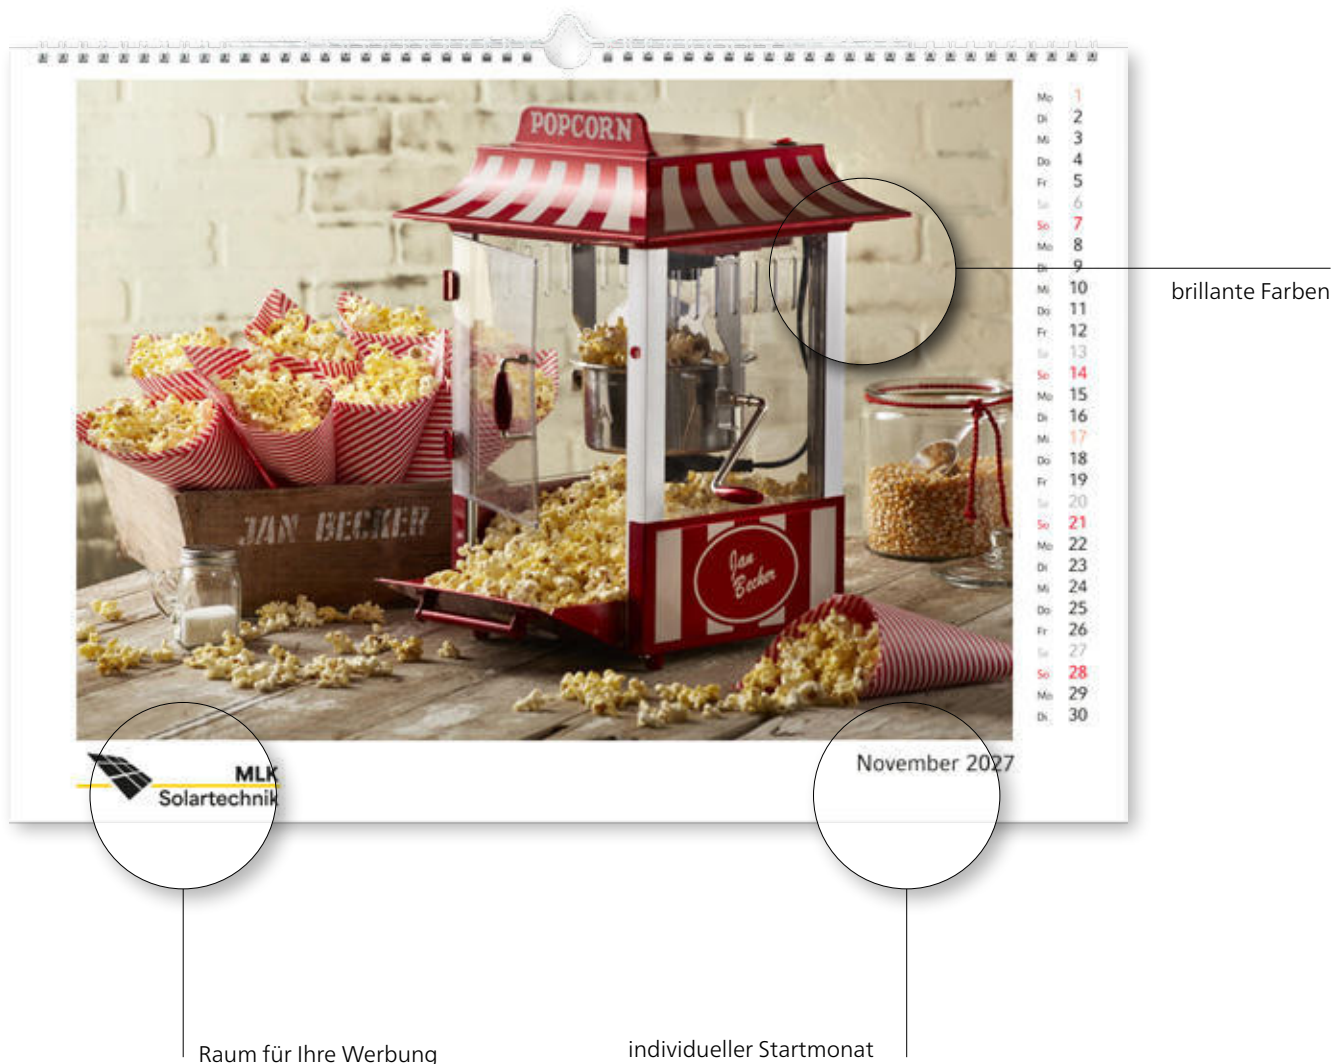 POPCORN
JAN BECKER
Jan
Becker
Mo 1
Di 2
Mi 3
Do 4
Fr 5
Sa 6
So 7
Mo 8
Di 9
Mi 10
Do 11
Fr 12
Sa 13
So 14
Mo 15
Di 16
Mi 17
Do 18
Fr 19
Sa 20
So 21
Mo 22
Di 23
Mi 24
Do 25
Fr 26
Sa 27
So 28
Mo 29
Di 30
brillante Farben
November 2027
MLK
Solartechnik
Raum für Ihre Werbung
individueller Startmonat